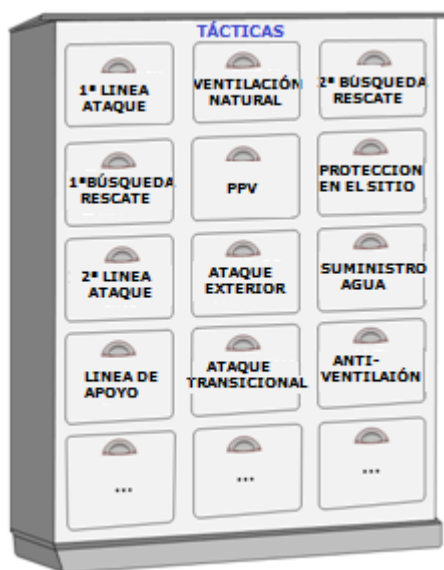 TÁCTICAS
1ª LINEA
ATAQUE
VENTILACIÓN
NATURAL
2ª BÙSQUEDA
RESCATE
1ªBÚSQUEDA
RESCATE
PPV
PROTECCION
EN EL SITIO
2ª LINEA
ATAQUE
ATAQUE
EXTERIOR
SUMINISTRO
AGUA
LINEA DE
APOYO
ATAQUE
TRANSICIONAL
ANTI-
VENTILAIÓN
...
...
...